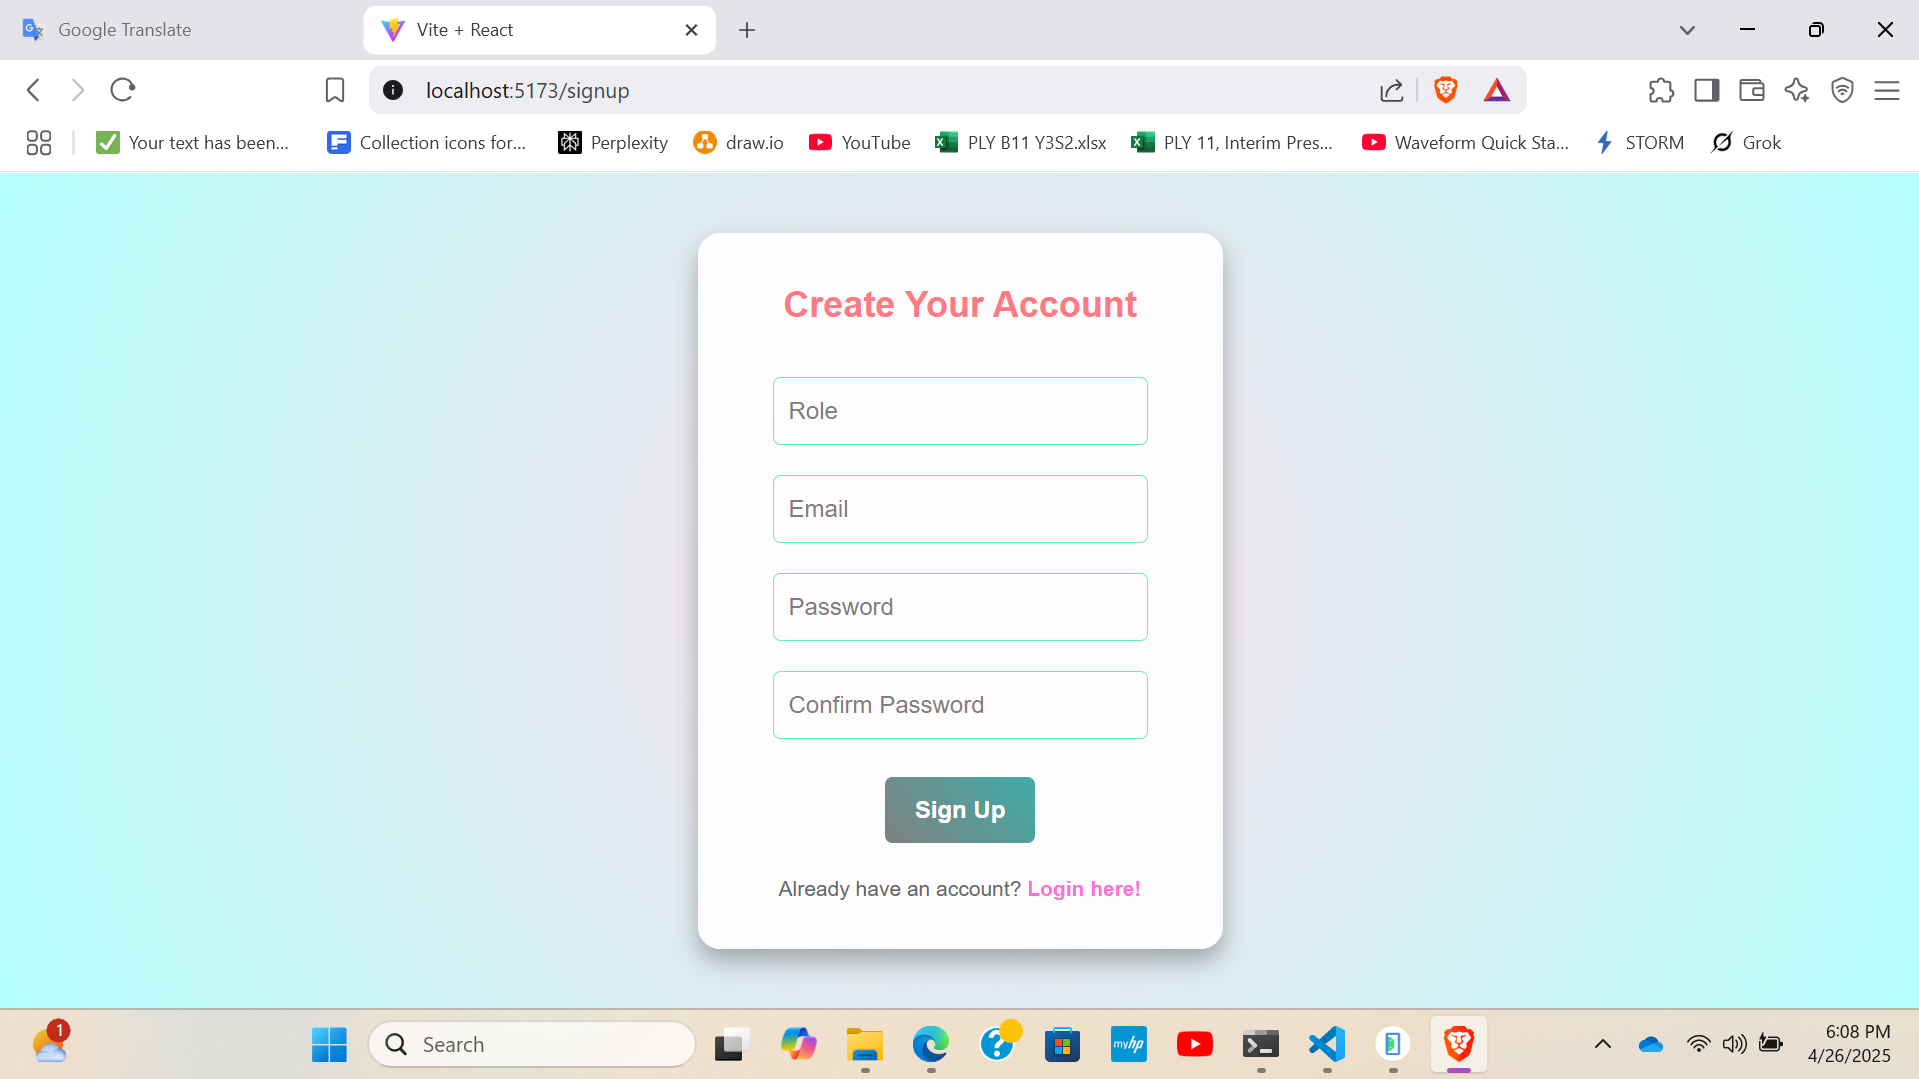 Google Translate
Vite + React
localhost:5173/signup
Your text has been...
Collection icons for...
Perplexity
draw.io
YouTube
PLY B11 Y3S2.xlsx
PLY 11, Interim Pres...
Waveform Quick Sta...
STORM
Grok
Create Your Account
Role
Email
Password
Confirm Password
Sign Up
Already have an account? Login here!
1
Search
myhp
6:08 PM
4/26/2025